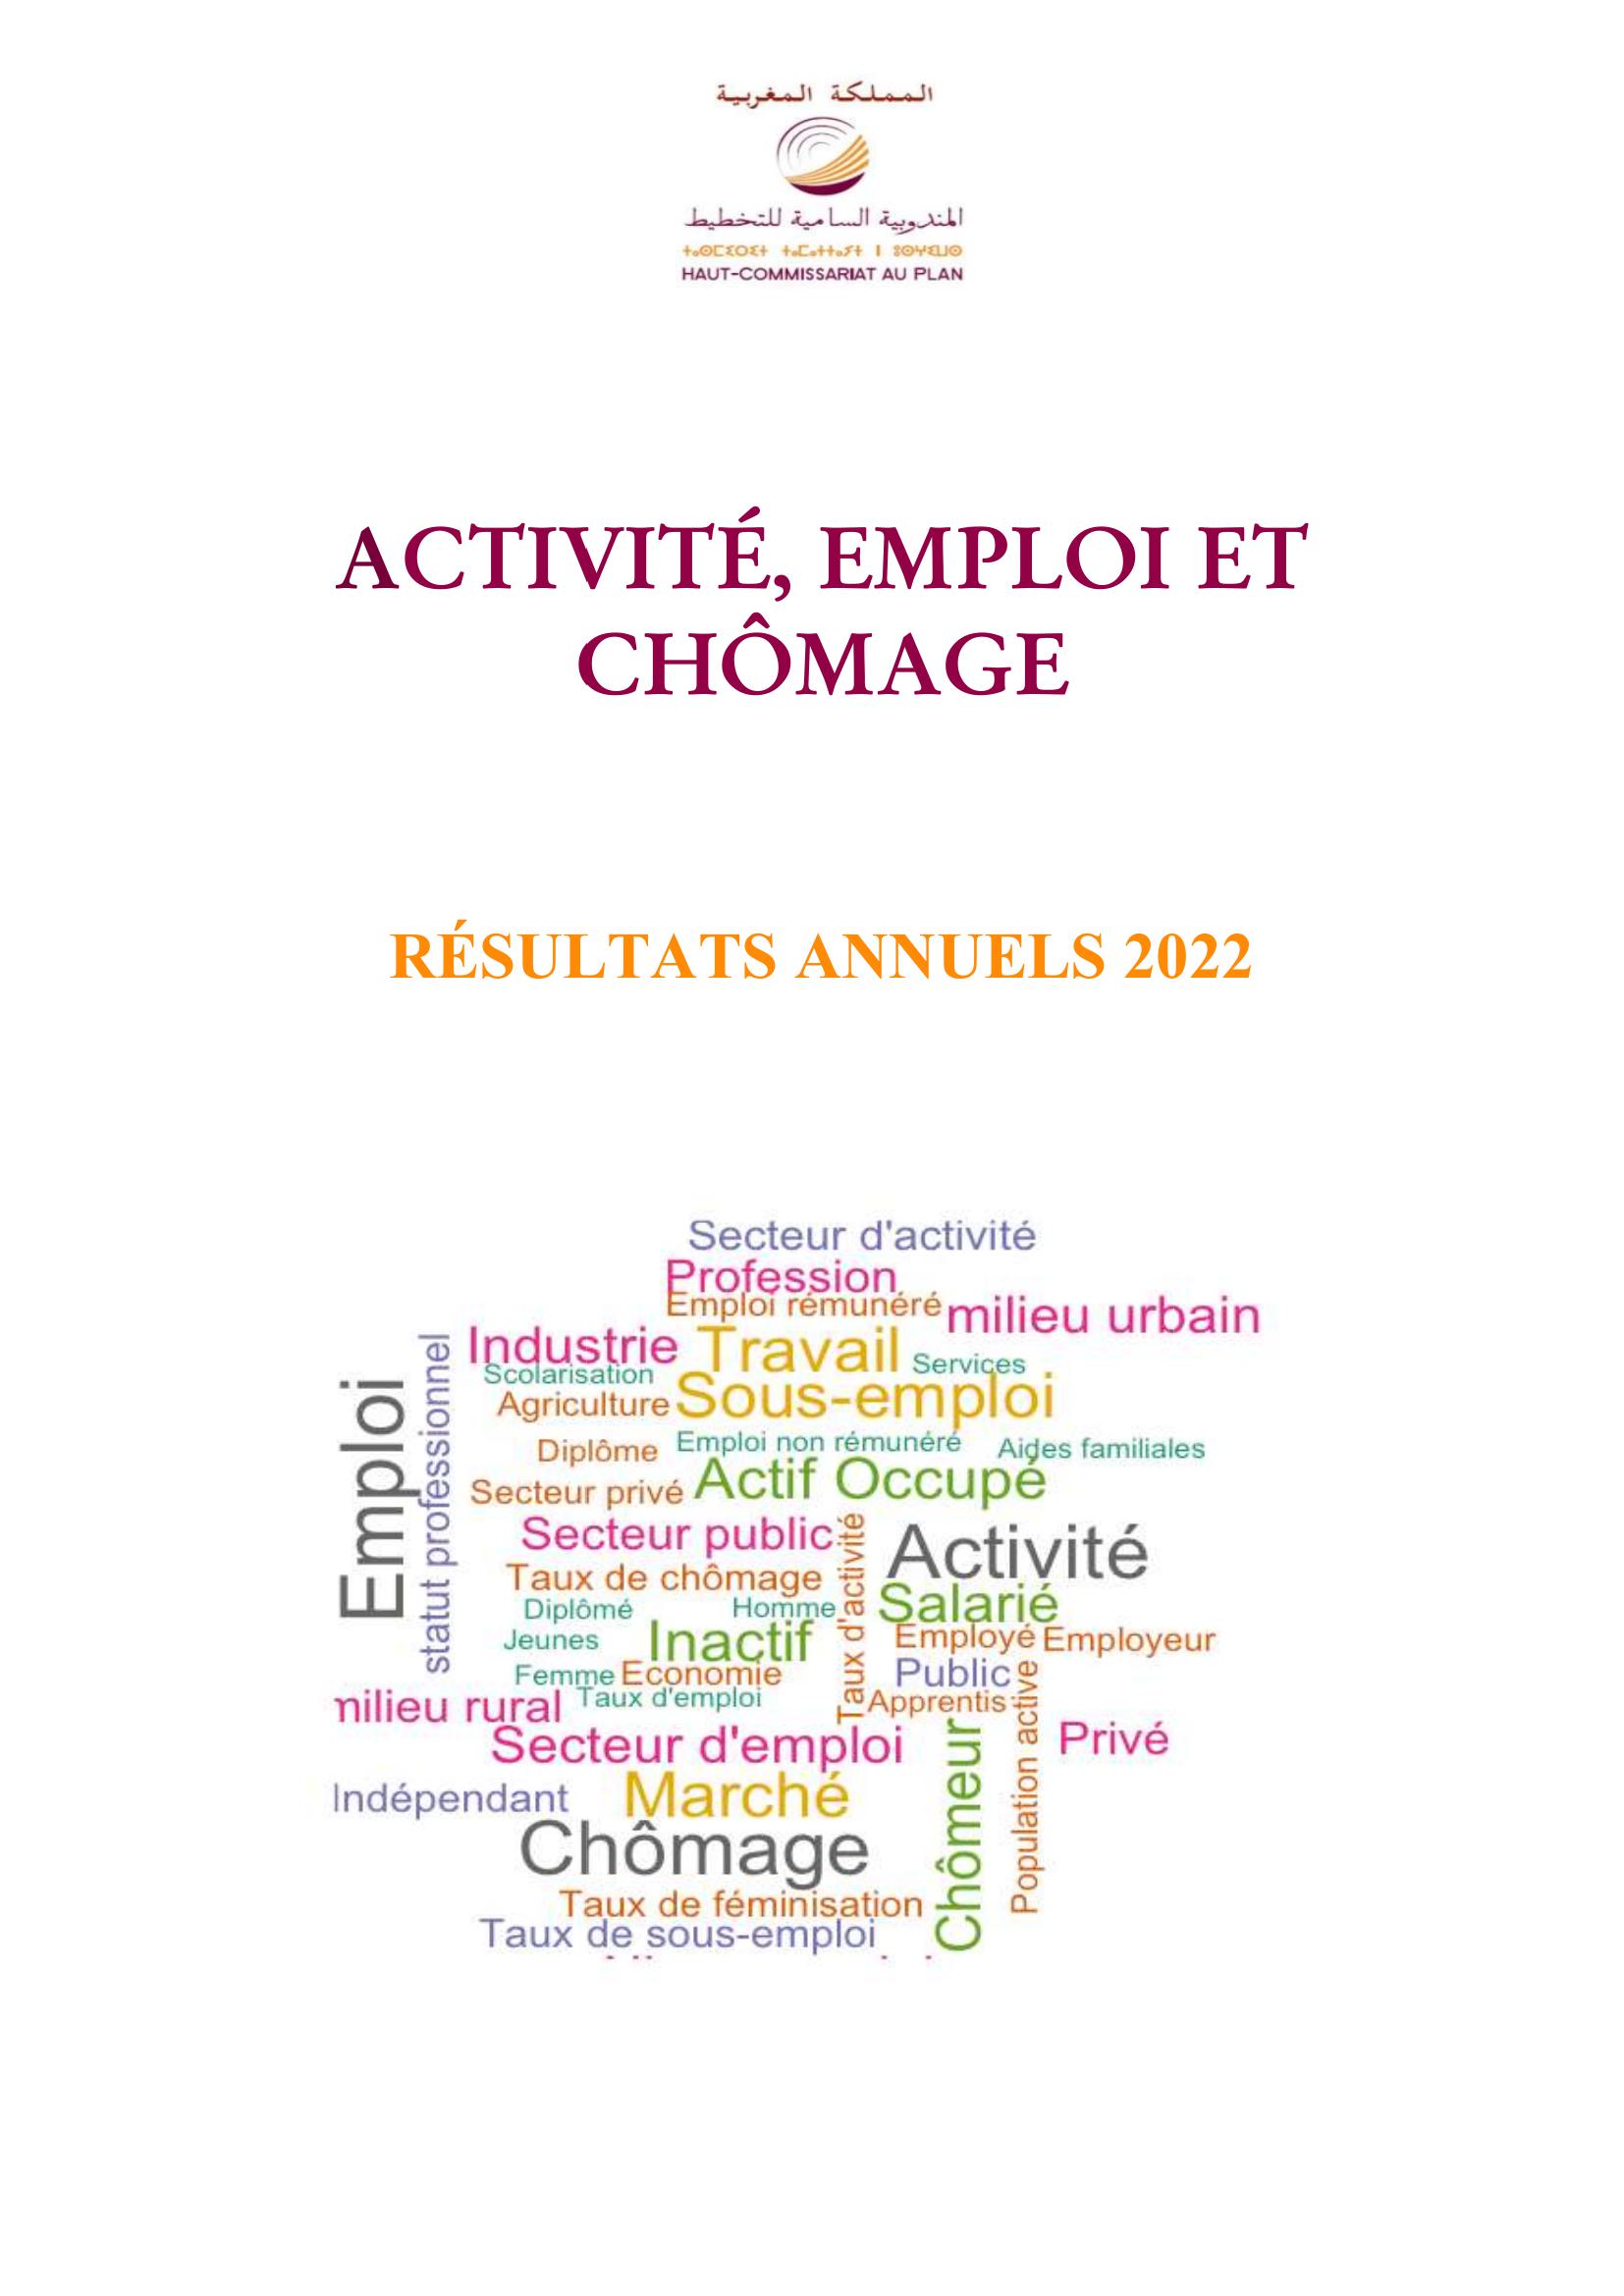 المملكة المغربية
المندوبية السامية للتخطيط
ⵜⴰⵙⵎⵉⵔⵉⵜ ⵜⴰⵎⴰⵜⵜⴰⵢⵜ ⵏ ⵓⵙⵖⵉⵡⵙ
HAUT-COMMISSARIAT AU PLAN
ACTIVITÉ, EMPLOI ET
CHÔMAGE
RÉSULTATS ANNUELS 2022
Secteur d'activité
Profession
Emploi rémunéré
milieu urbain
Industrie
Travail
Services
Scolarisation
Agriculture
Sous-emploi
Emploi
statut professionnel
Diplôme
Emploi non rémunéré
Aides familiales
Secteur privé
Actif Occupé
Secteur public
Taux d'activité
Activité
Taux de chômage
Diplômé
Homme
Salarié
Jeunes
Inactif
Employé
Employeur
Femme
Economie
Public
milieu rural
Taux d'emploi
Apprentis
Population active
Secteur d'emploi
Chômeur
Privé
Indépendant
Marché
Chômage
Taux de féminisation
Taux de sous-emploi